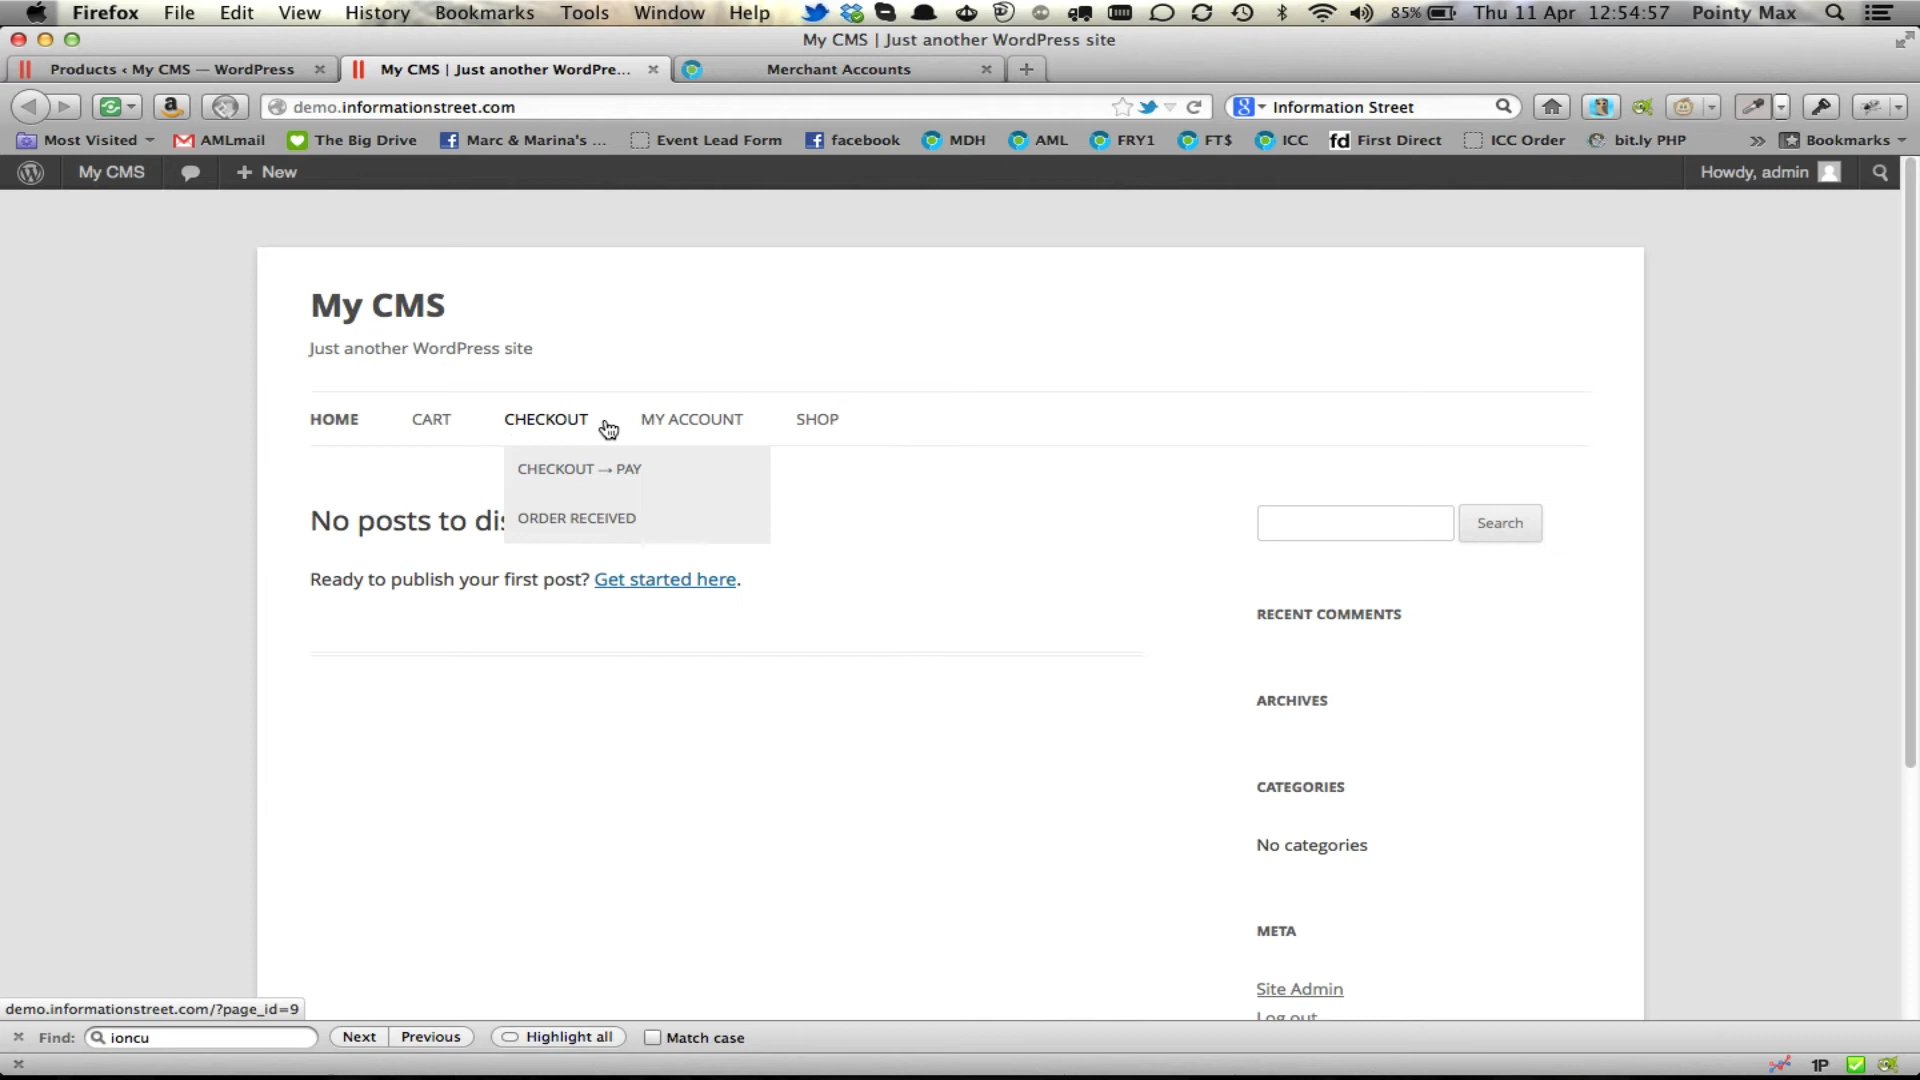 Firefox File Edit View History Bookmarks Tools Window Help 85% Thu 11 Apr 12:54:57 Pointy Max
My CMS | Just another WordPress site
Products ‹ My CMS — WordPress My CMS | Just another WordPre... Merchant Accounts
demo.informationstreet.com Information Street
Most Visited AMLmail The Big Drive Marc & Marina's ... Event Lead Form facebook MDH AML FRY1 FT$ ICC fd First Direct ICC Order bit.ly PHP » Bookmarks
My CMS + New Howdy, admin
My CMS
Just another WordPress site
HOME CART CHECKOUT MY ACCOUNT SHOP
CHECKOUT → PAY
ORDER RECEIVED
No posts to dis
Search
Ready to publish your first post? Get started here.
RECENT COMMENTS
ARCHIVES
CATEGORIES
No categories
META
Site Admin
Log out
demo.informationstreet.com/?page_id=9
Find: ioncu Next Previous Highlight all Match case
1P